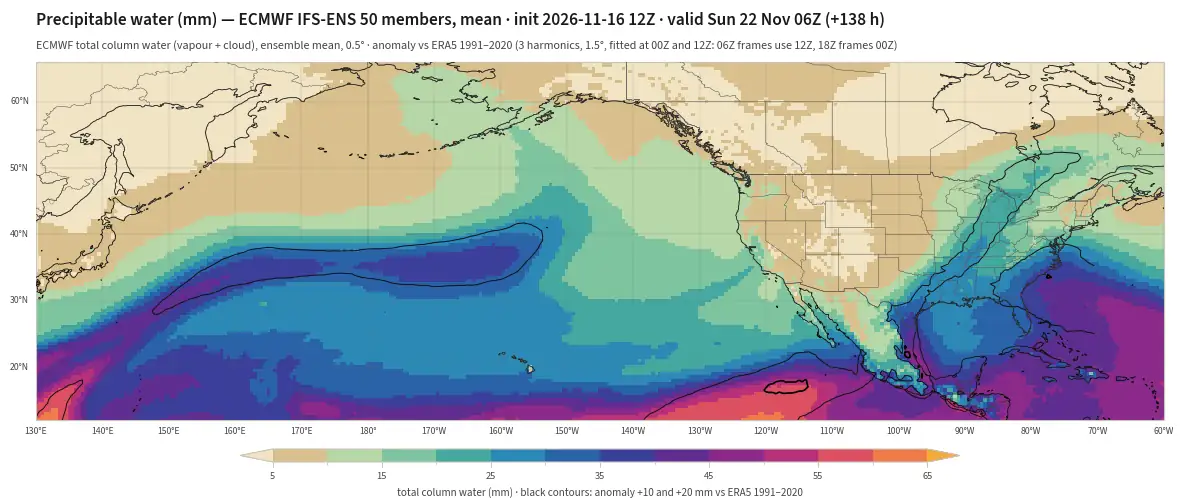 Precipitable water (mm) — ECMWF IFS-ENS 50 members, mean · init 2026-11-16 12Z · valid Sun 22 Nov 06Z (+138 h)
ECMWF total column water (vapour + cloud), ensemble mean, 0.5° · anomaly vs ERA5 1991–2020 (3 harmonics, 1.5°, fitted at 00Z and 12Z: 06Z frames use 12Z, 18Z frames 00Z)
60°N
50°N
40°N
30°N
20°N
130°E 140°E 150°E 160°E 170°E 180° 170°W 160°W 150°W 140°W 130°W 120°W 110°W 100°W 90°W 80°W 70°W 60°W
5 15 25 35 45 55 65
total column water (mm) · black contours: anomaly +10 and +20 mm vs ERA5 1991–2020